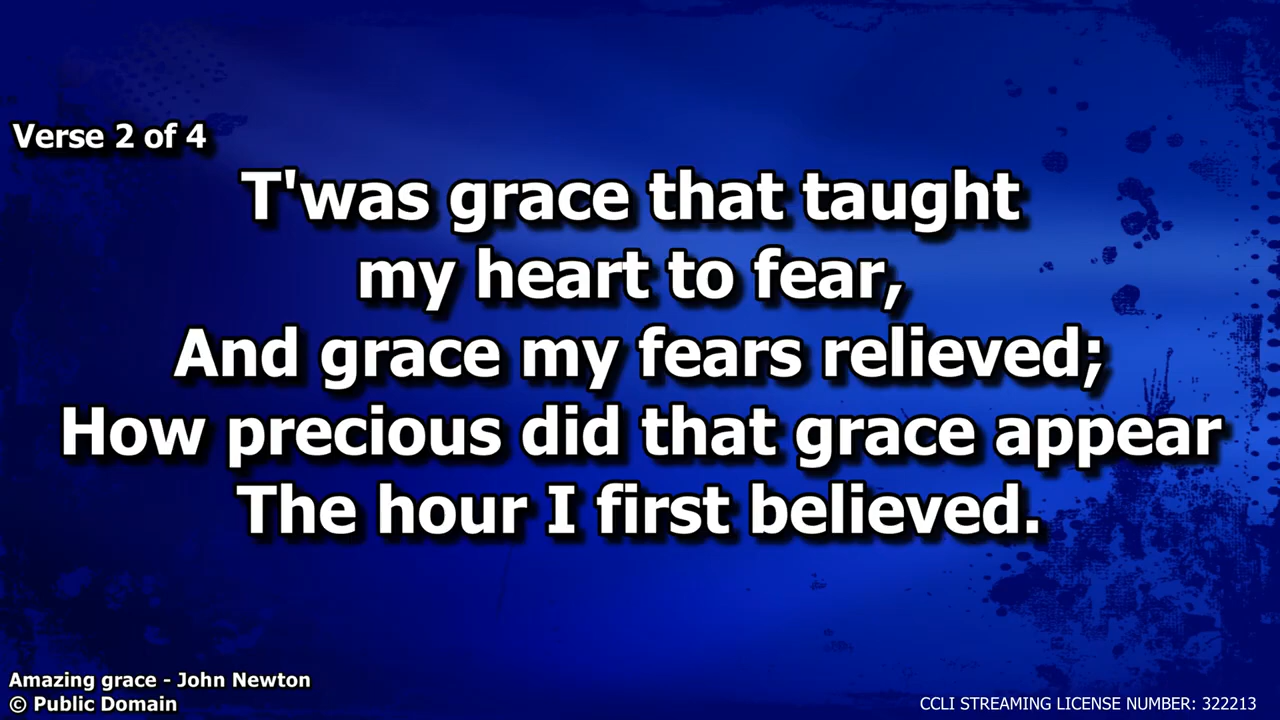 Verse 2 of 4
T'was grace that taught
my heart to fear,
And grace my fears relieved;
How precious did that grace appear
The hour I first believed.
Amazing grace - John Newton
© Public Domain
CCLI STREAMING LICENSE NUMBER: 322213